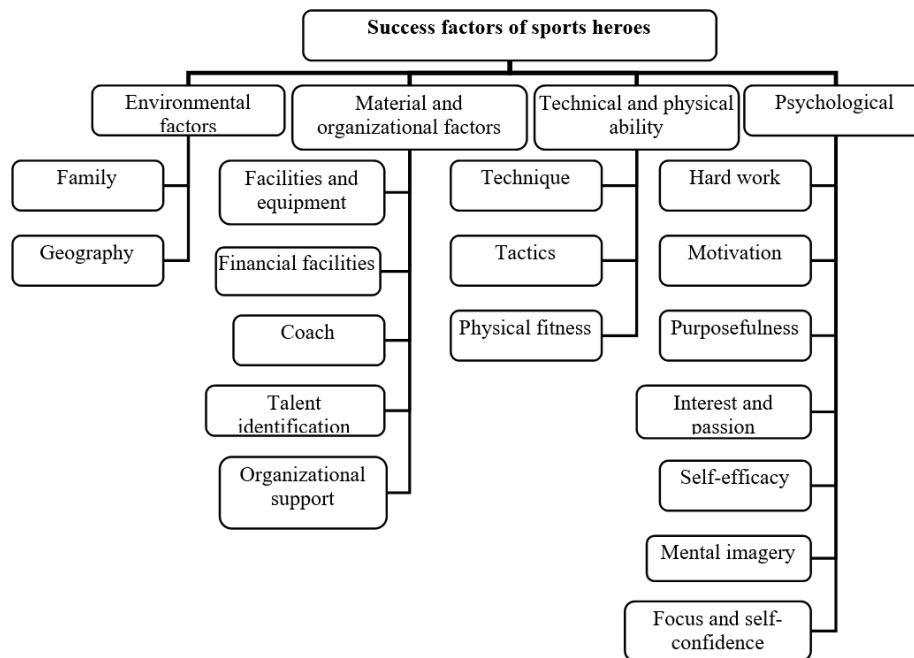 Success factors of sports heroes
Environmental
factors
Material and
organizational factors
Technical and physical
ability
Psychological
Family
Geography
Facilities and
equipment
Financial facilities
Coach
Talent
identification
Organizational
support
Technique
Tactics
Physical fitness
Hard work
Motivation
Purposefulness
Interest and
passion
Self-efficacy
Mental imagery
Focus and self-
confidence